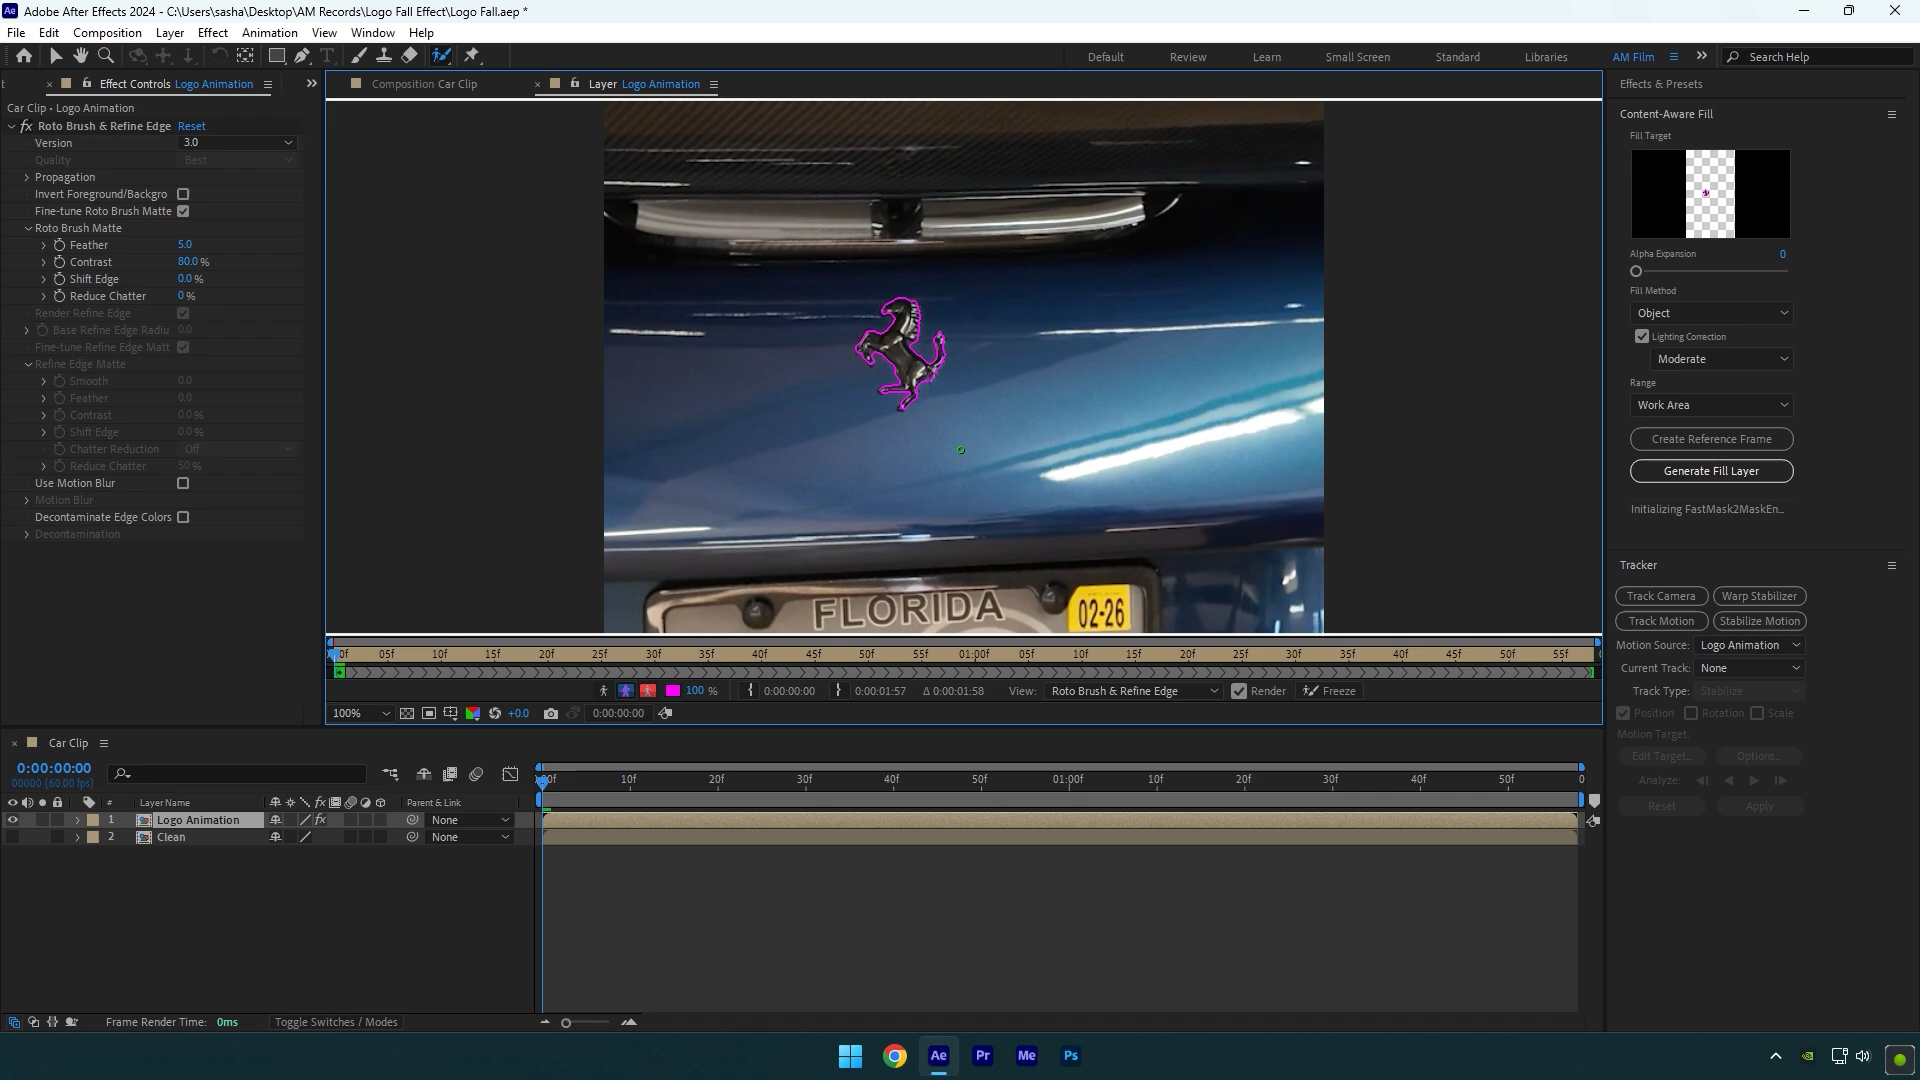 Adobe After Effects 2024 - C:\Users\sasha\Desktop\AM Records\Logo Fall Effect\Logo Fall.aep *
File Edit Composition Layer Effect Animation View Window Help
Default Review Learn Small Screen Standard Libraries AM Film Search Help
Effect Controls Logo Animation
Composition Car Clip
Layer Logo Animation
Car Clip • Logo Animation
fx Roto Brush & Refine Edge Reset
Version 3.0
Quality Best
Propagation
Invert Foreground/Backgro
Fine-tune Roto Brush Matte
Roto Brush Matte
Feather 5.0
Contrast 80.0 %
Shift Edge 0.0 %
Reduce Chatter 0 %
Render Refine Edge
Base Refine Edge Radiu 0.0
Fine-tune Refine Edge Matt
Refine Edge Matte
Smooth 0.0
Feather 0.0
Contrast 0.0 %
Shift Edge 0.0 %
Chatter Reduction Off
Reduce Chatter 50 %
Use Motion Blur
Motion Blur
Decontaminate Edge Colors
Decontamination
FLORIDA
02-26
00f 05f 10f 15f 20f 25f 30f 35f 40f 45f 50f 55f 01:00f 05f 10f 15f 20f 25f 30f 35f 40f 45f 50f 55f
100 % 0:00:00:00 0:00:01:57 Δ 0:00:01:58 View: Roto Brush & Refine Edge Render Freeze
100% +0.0 0:00:00:00
Effects & Presets
Content-Aware Fill
Fill Target
Alpha Expansion 0
Fill Method
Object
Lighting Correction
Moderate
Range
Work Area
Create Reference Frame
Generate Fill Layer
Initializing FastMask2MaskEn...
Tracker
Track Camera Warp Stabilizer
Track Motion Stabilize Motion
Motion Source: Logo Animation
Current Track: None
Track Type: Stabilize
Position Rotation Scale
Motion Target:
Edit Target... Options...
Analyze:
Reset Apply
Car Clip
0:00:00:00
00000 (60.00 fps)
:00f 10f 20f 30f 40f 50f 01:00f 10f 20f 30f 40f 50f 0
# Layer Name fx Parent & Link
1 Logo Animation fx None
2 Clean None
Frame Render Time: 0ms Toggle Switches / Modes
Ae Pr Me Ps